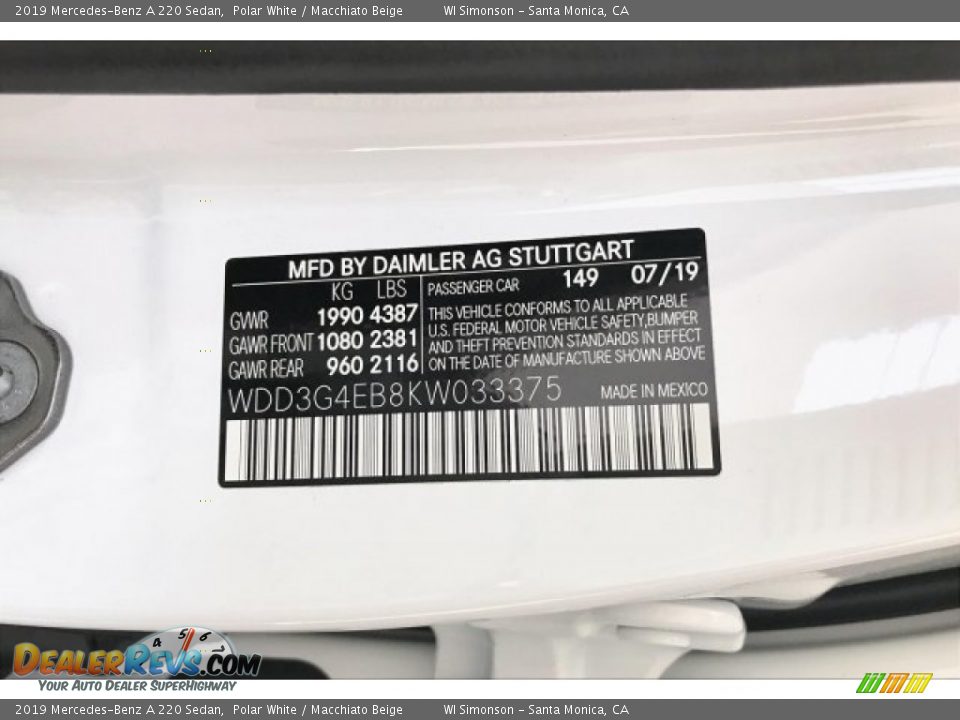 2019 Mercedes-Benz A 220 Sedan, Polar White / Macchiato Beige WI Simonson - Santa Monica, CA
MFD BY DAIMLER AG STUTTGART
KG LBS PASSENGER CAR 149 07/19
GVWR 1990 4387
GAWR FRONT 1080 2381
GAWR REAR 960 2116
THIS VEHICLE CONFORMS TO ALL APPLICABLE
U.S. FEDERAL MOTOR VEHICLE SAFETY,BUMPER
AND THEFT PREVENTION STANDARDS IN EFFECT
ON THE DATE OF MANUFACTURE SHOWN ABOVE
WDD3G4EB8KW033375 MADE IN MEXICO
4 5 6 7
DEALERREVS.COM
YOUR AUTO DEALER SUPERHIGHWAY
2019 Mercedes-Benz A 220 Sedan, Polar White / Macchiato Beige WI Simonson - Santa Monica, CA